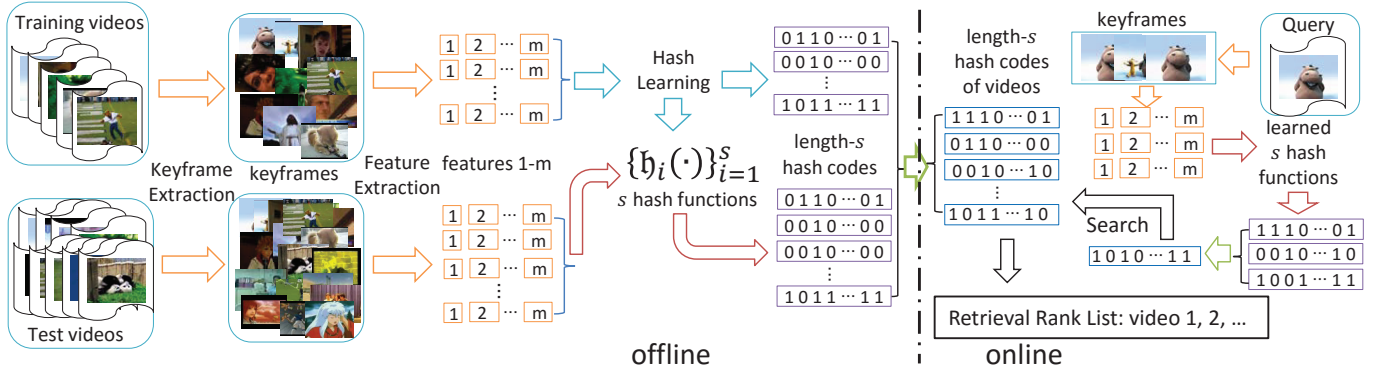 Training videos
Keyframe
Extraction
Test videos
keyframes
Feature
Extraction
1 2 ... m
1 2 ... m
⋮
1 2 ... m
features 1-m
1 2 ... m
1 2 ... m
1 2 ... m
⋮
1 2 ... m
Hash
Learning
{𝔥ᵢ(·)}ˢᵢ₌₁
s hash functions
0 1 1 0 ··· 0 1
0 0 1 0 ··· 0 0
⋮
1 0 1 1 ··· 1 1
length-s
hash codes
0 1 1 0 ··· 0 1
0 0 1 0 ··· 0 0
0 0 1 0 ··· 0 0
⋮
1 0 1 1 ··· 1 1
offline
length-s
hash codes
of videos
1 1 1 0 ··· 0 1
0 1 1 0 ··· 0 0
0 0 1 0 ··· 1 0
⋮
1 0 1 1 ··· 1 0
keyframes
Query
1 2 ... m
1 2 ... m
1 2 ... m
learned
s hash
functions
1 1 1 0 ··· 0 1
0 0 1 0 ··· 1 0
1 0 0 1 ··· 1 1
Search
1 0 1 0 ··· 1 1
Retrieval Rank List: video 1, 2, ...
online